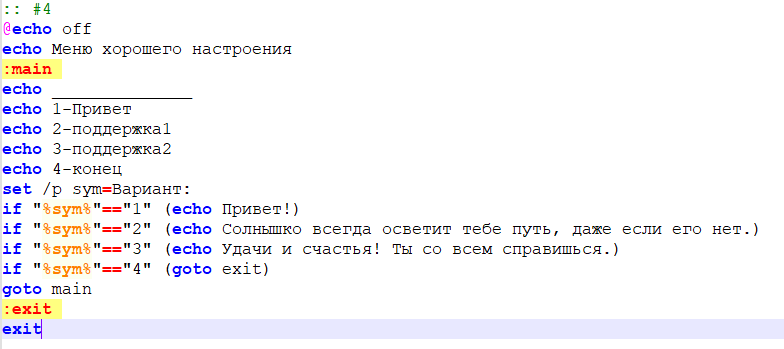 :: #4
@echo off
echo Меню хорошего настроения
:main
echo ______________
echo 1-Привет
echo 2-поддержка1
echo 3-поддержка2
echo 4-конец
set /p sym=Вариант:
if "%sym%"=="1" (echo Привет!)
if "%sym%"=="2" (echo Солнышко всегда осветит тебе путь, даже если его нет.)
if "%sym%"=="3" (echo Удачи и счастья! Ты со всем справишься.)
if "%sym%"=="4" (goto exit)
goto main
:exit
exit